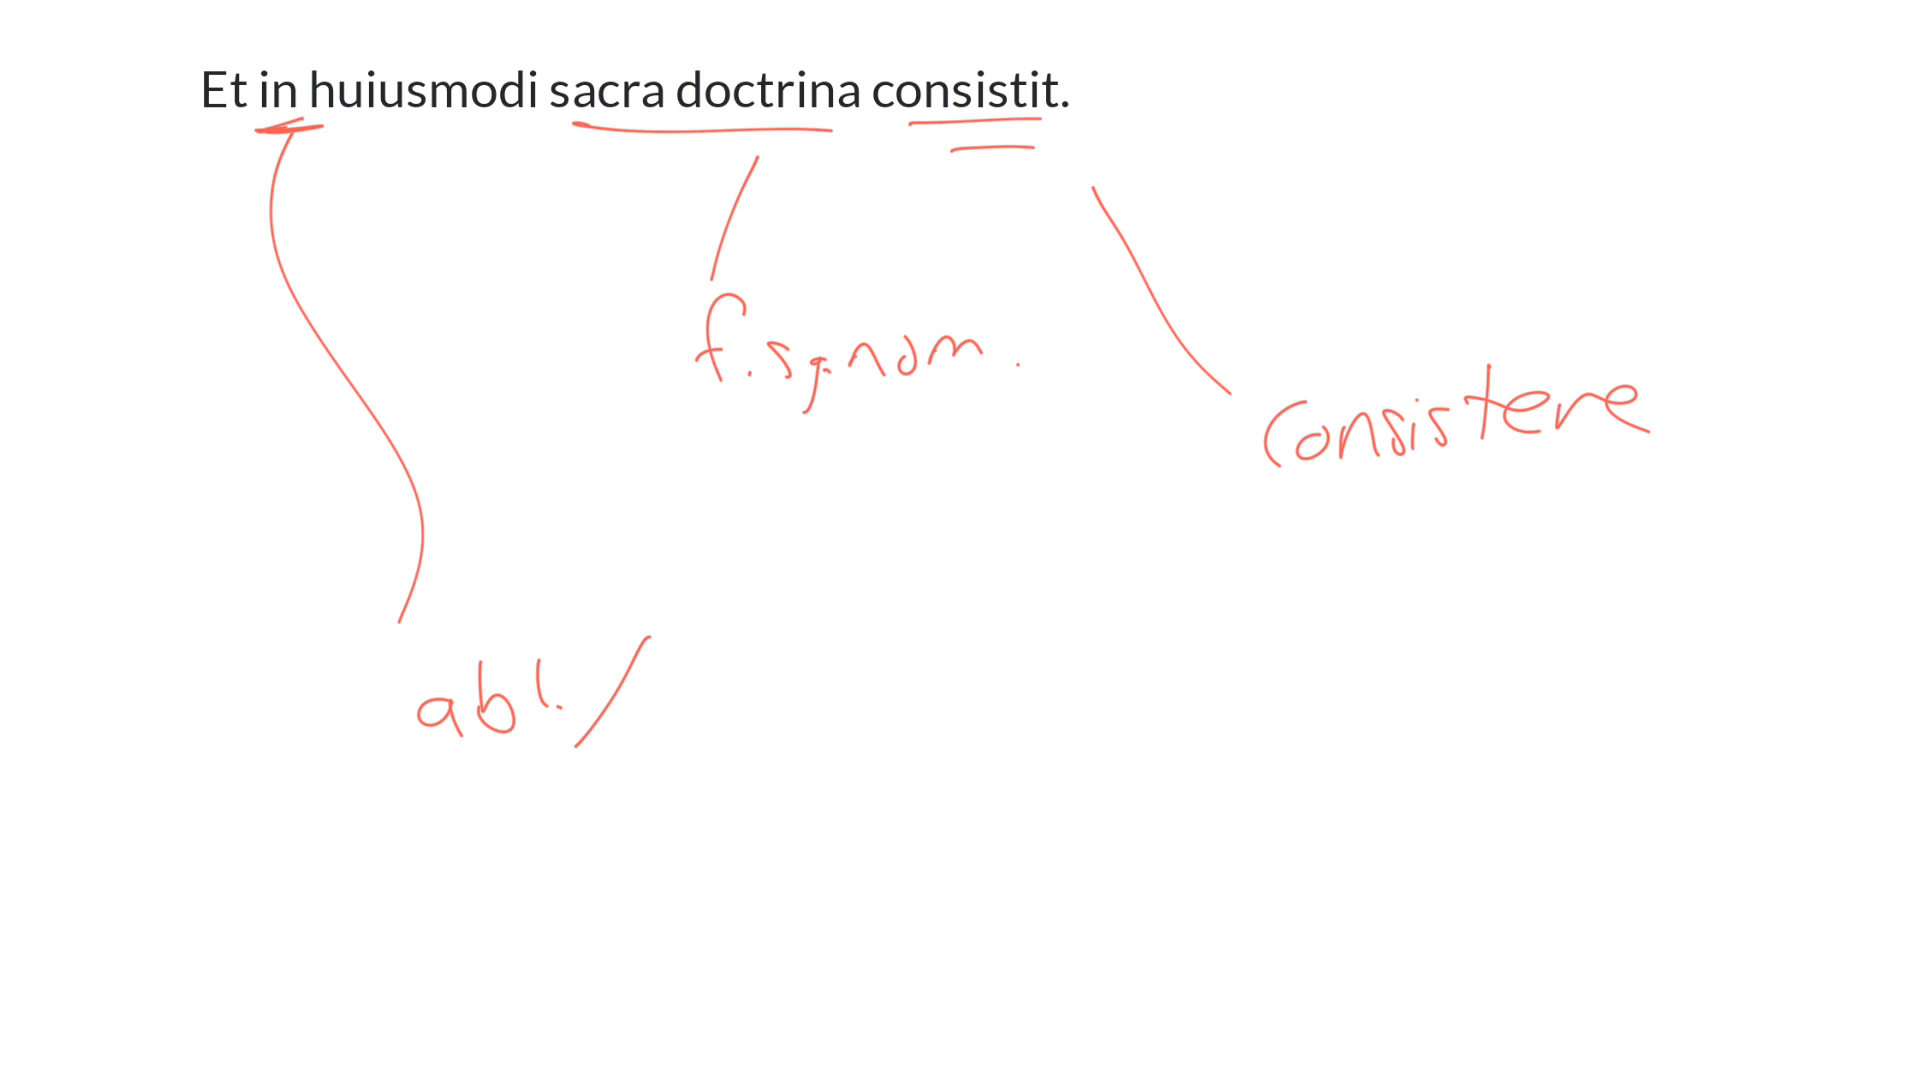 Et in huiusmodi sacra doctrina consistit.
f. sg. nom.
consistere
abl. /